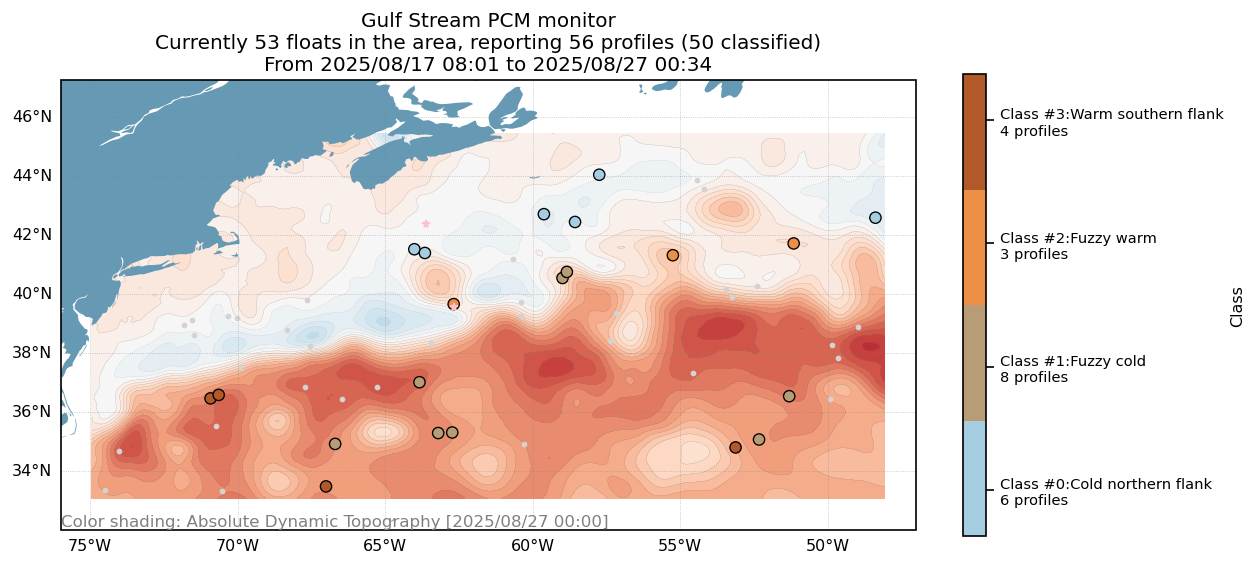 Gulf Stream PCM monitor
Currently 53 floats in the area, reporting 56 profiles (50 classified)
From 2025/08/17 08:01 to 2025/08/27 00:34
46°N
44°N
42°N
40°N
38°N
36°N
34°N
Color shading: Absolute Dynamic Topography [2025/08/27 00:00]
75°W
70°W
65°W
60°W
55°W
50°W
Class #3:Warm southern flank
4 profiles
Class #2:Fuzzy warm
3 profiles
Class #1:Fuzzy cold
8 profiles
Class #0:Cold northern flank
6 profiles
Class